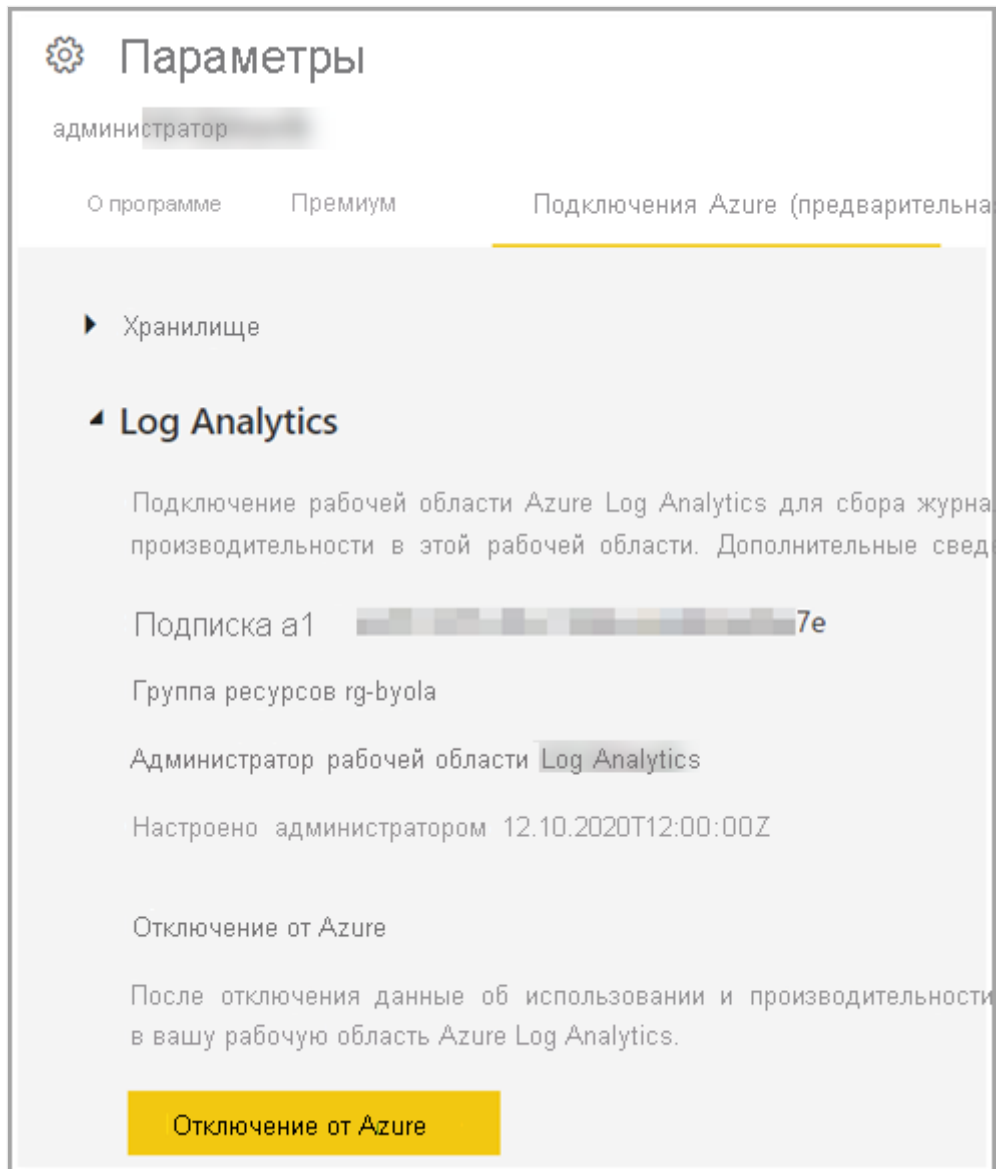 Параметры
администратор
О программе Премиум Подключения Azure (предварительна
Хранилище
Log Analytics
Подключение рабочей области Azure Log Analytics для сбора журна
производительности в этой рабочей области. Дополнительные свед
Подписка a1 7e
Группа ресурсов rg-byola
Администратор рабочей области Log Analytics
Настроено администратором 12.10.2020T12:00:00Z
Отключение от Azure
После отключения данные об использовании и производительности
в вашу рабочую область Azure Log Analytics.
Отключение от Azure